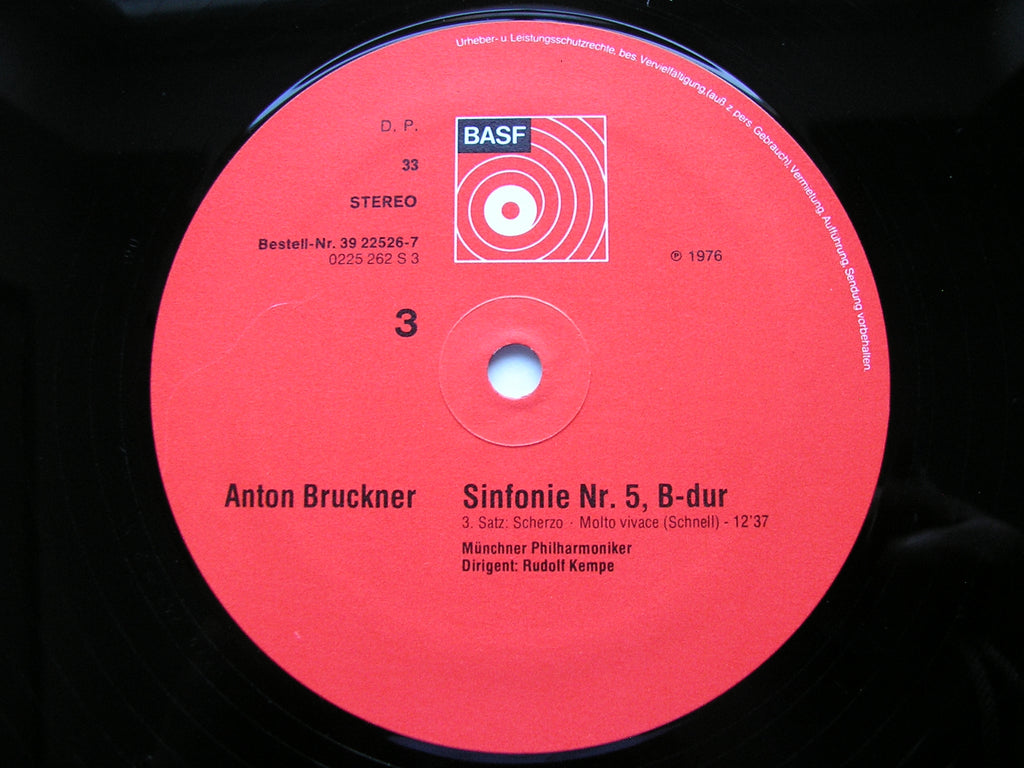 Urheber- u. Leistungsschutzrechte, bes. Vervielfältigung, (auß. z. pers. Gebrauch), Vermietung, Aufführung, Sendung vorbehalten.
D. P.
BASF
33
STEREO
Bestell-Nr. 39 22526-7
0225 262 S 3
℗ 1976
3
Anton Bruckner
Sinfonie Nr. 5, B-dur
3. Satz: Scherzo · Molto vivace (Schnell) - 12'37
Münchner Philharmoniker
Dirigent: Rudolf Kempe